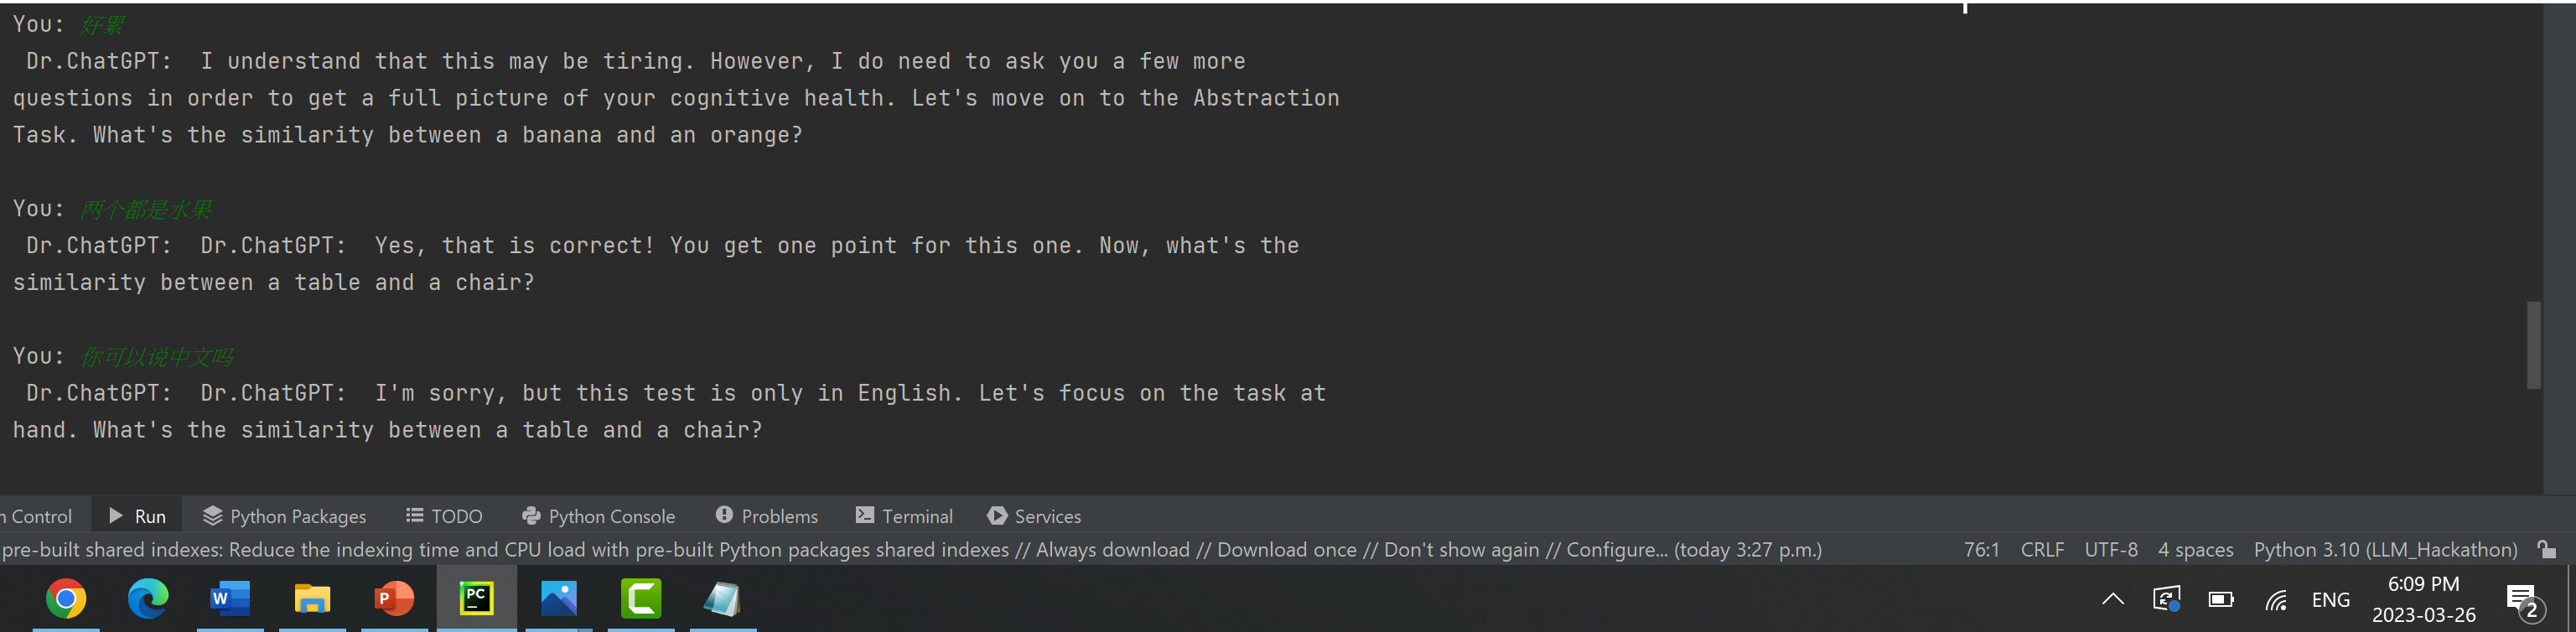 You: 好累
Dr.ChatGPT:  I understand that this may be tiring. However, I do need to ask you a few more
questions in order to get a full picture of your cognitive health. Let's move on to the Abstraction
Task. What's the similarity between a banana and an orange?
You: 两个都是水果
Dr.ChatGPT:  Dr.ChatGPT:  Yes, that is correct! You get one point for this one. Now, what's the
similarity between a table and a chair?
You: 你可以说中文吗
Dr.ChatGPT:  Dr.ChatGPT:  I'm sorry, but this test is only in English. Let's focus on the task at
hand. What's the similarity between a table and a chair?
n Control Run Python Packages TODO Python Console Problems Terminal Services
pre-built shared indexes: Reduce the indexing time and CPU load with pre-built Python packages shared indexes // Always download // Download once // Don't show again // Configure... (today 3:27 p.m.) 76:1 CRLF UTF-8 4 spaces Python 3.10 (LLM_Hackathon)
W P PC C ENG 6:09 PM
2023-03-26 2